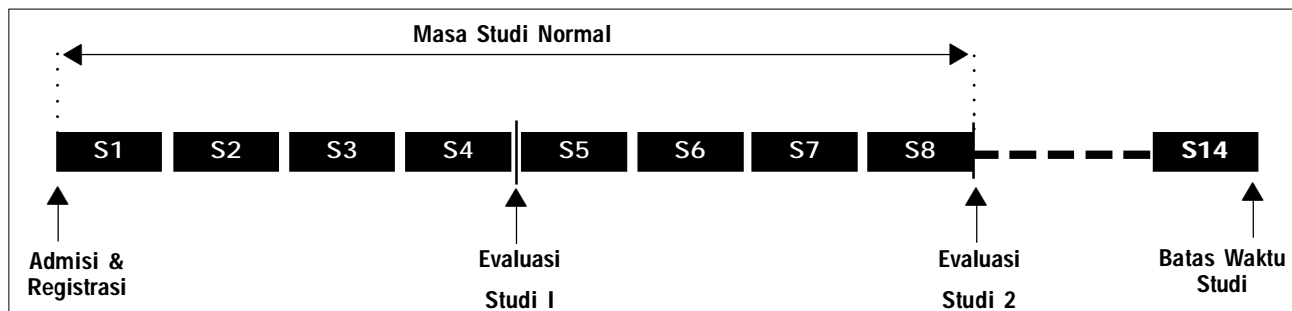 Masa Studi Normal
S1 S2 S3 S4 S5 S6 S7 S8 S14
Admisi &
Registrasi
Evaluasi
Studi I
Evaluasi
Studi 2
Batas Waktu
Studi